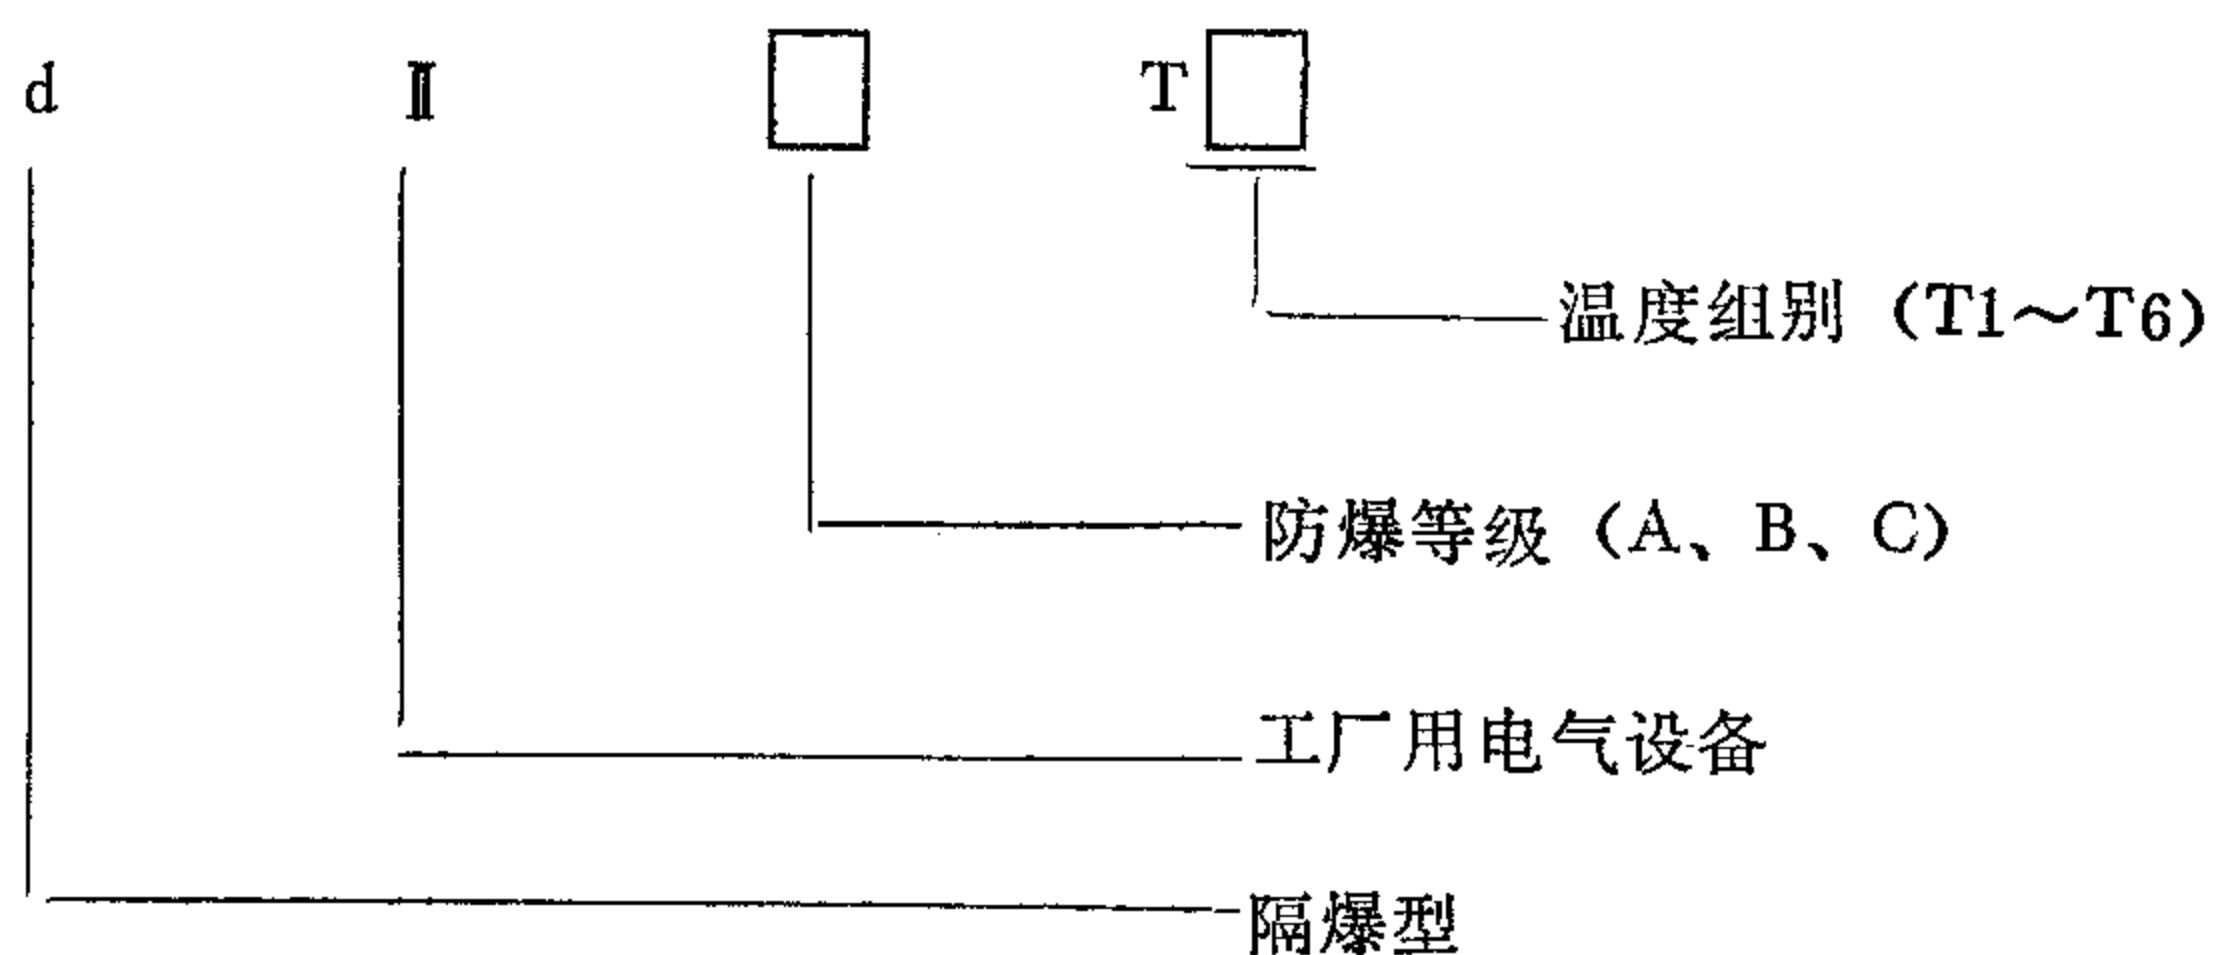 d Ⅱ □ T□
温度组别（T1～T6）
防爆等级（A、B、C）
工厂用电气设备
隔爆型